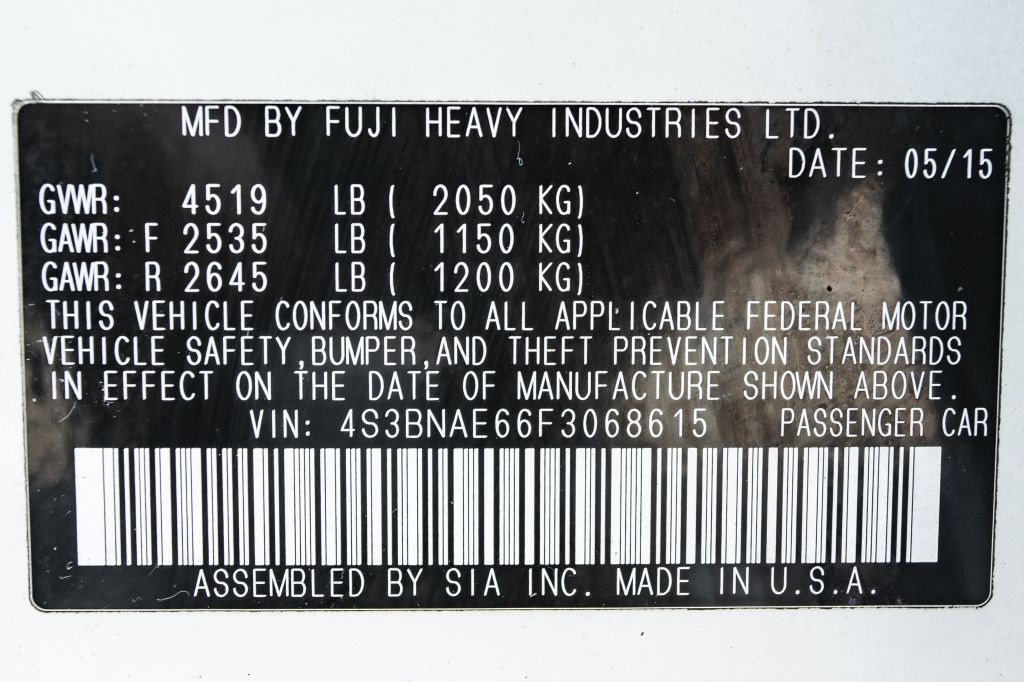 MFD BY FUJI HEAVY INDUSTRIES LTD.
DATE: 05/15
GVWR: 4519 LB ( 2050 KG)
GAWR: F 2535 LB ( 1150 KG)
GAWR: R 2645 LB ( 1200 KG)
THIS VEHICLE CONFORMS TO ALL APPLICABLE FEDERAL MOTOR
VEHICLE SAFETY,BUMPER,AND THEFT PREVENTION STANDARDS
IN EFFECT ON THE DATE OF MANUFACTURE SHOWN ABOVE.
VIN: 4S3BNAE66F3068615 PASSENGER CAR
ASSEMBLED BY SIA INC. MADE IN U.S.A.